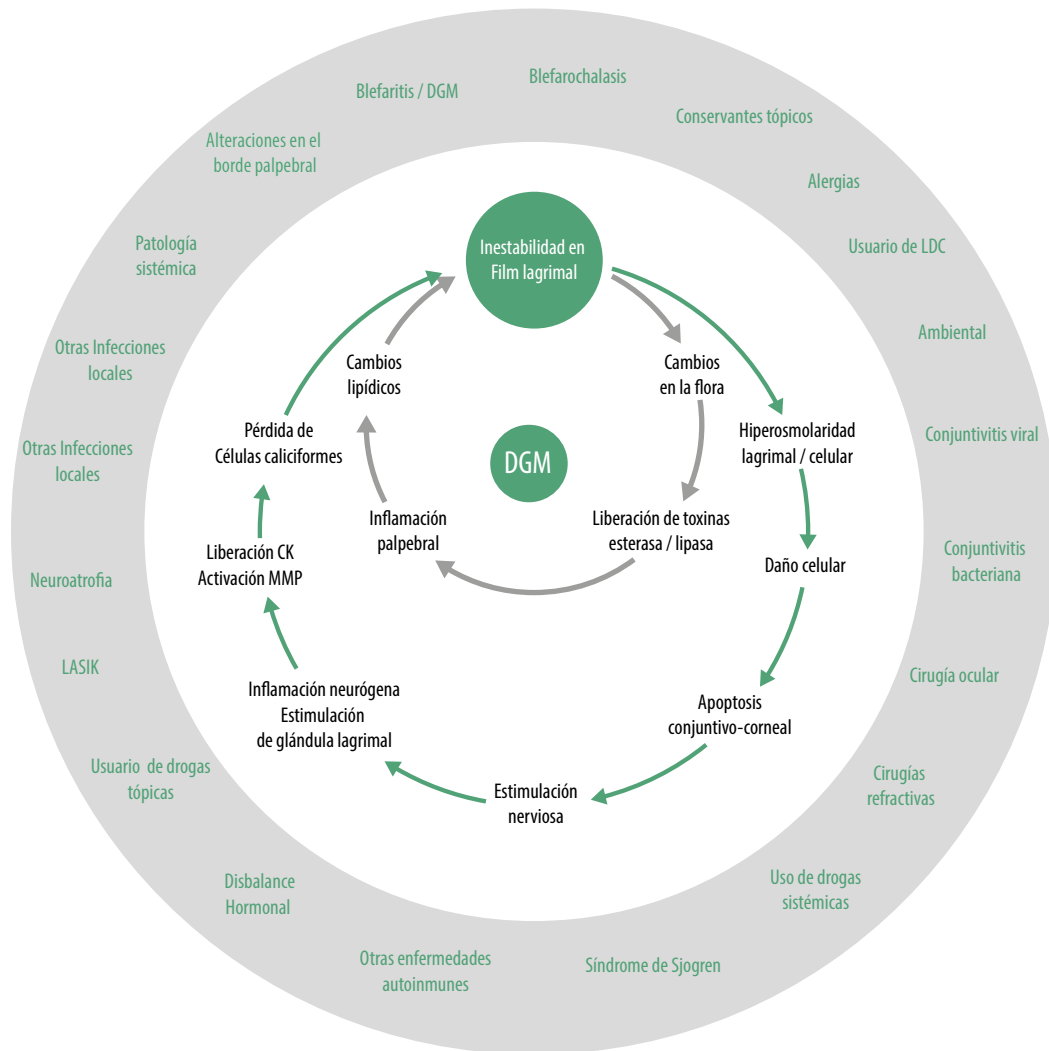 Blefarochalasis
Blefaritis / DGM
Conservantes tópicos
Alteraciones en el
borde palpebral
Alergias
Patología
sistémica
Usuario de LDC
Inestabilidad en
Film lagrimal
Otras Infecciones
locales
Ambiental
Cambios
lipídicos
Cambios
en la flora
Otras Infecciones
locales
Pérdida de
Células caliciformes
DGM
Hiperosmolaridad
lagrimal / celular
Conjuntivitis viral
Inflamación
palpebral
Liberación de toxinas
esterasa / lipasa
Liberación CK
Activación MMP
Daño celular
Conjuntivitis
bacteriana
Neuroatrofia
LASIK
Inflamación neurógena
Estimulación
de glándula lagrimal
Apoptosis
conjuntivo-corneal
Cirugía ocular
Usuario de drogas
tópicas
Estimulación
nerviosa
Cirugías
refractivas
Disbalance
Hormonal
Uso de drogas
sistémicas
Otras enfermedades
autoinmunes
Síndrome de Sjogren